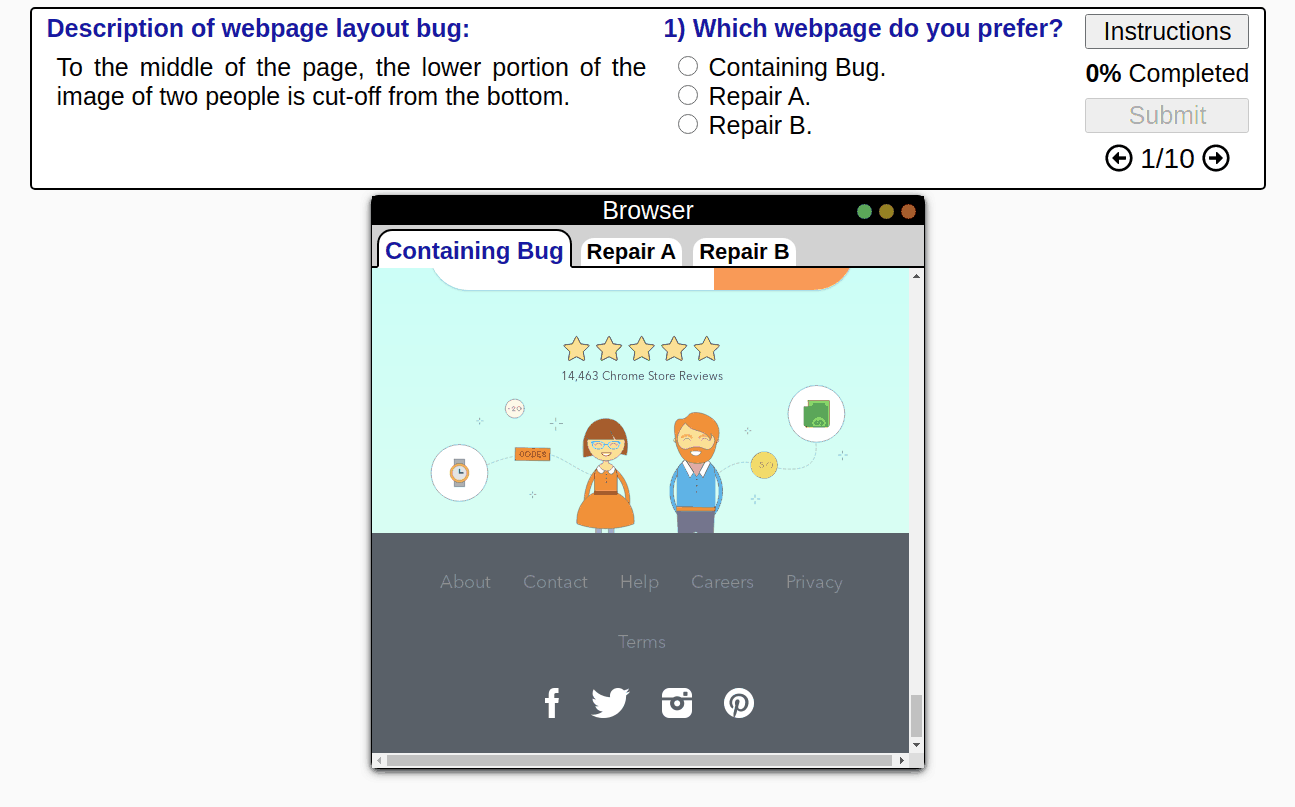 Description of webpage layout bug:
To the middle of the page, the lower portion of the
image of two people is cut-off from the bottom.
1) Which webpage do you prefer?
Containing Bug.
Repair A.
Repair B.
Instructions
0% Completed
Submit
1/10
Browser
Containing Bug
Repair A
Repair B
14,463 Chrome Store Reviews
-20
CODES
About Contact Help Careers Privacy
Terms